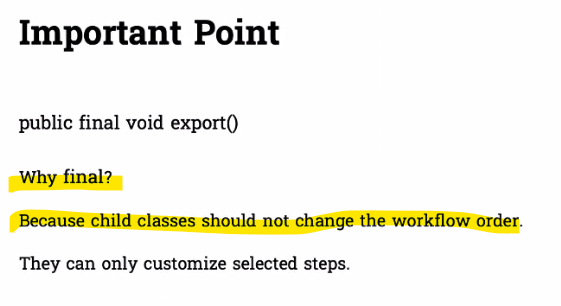 Important Point
public final void export()
Why final?
Because child classes should not change the workflow order.
They can only customize selected steps.